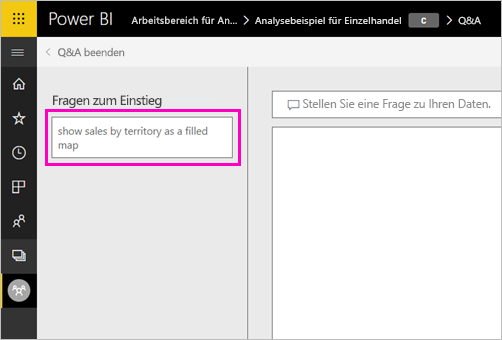 Power BI Arbeitsbereich für An... > Analysebeispiel für Einzelhandel C > Q&A
< Q&A beenden
Fragen zum Einstieg
show sales by territory as a filled
map
Stellen Sie eine Frage zu Ihren Daten.